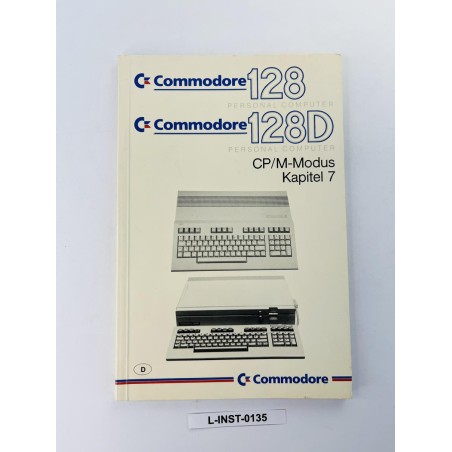 Commodore 128
PERSONAL COMPUTER
Commodore 128D
PERSONAL COMPUTER
CP/M-Modus
Kapitel 7
D
Commodore
L-INST-0135